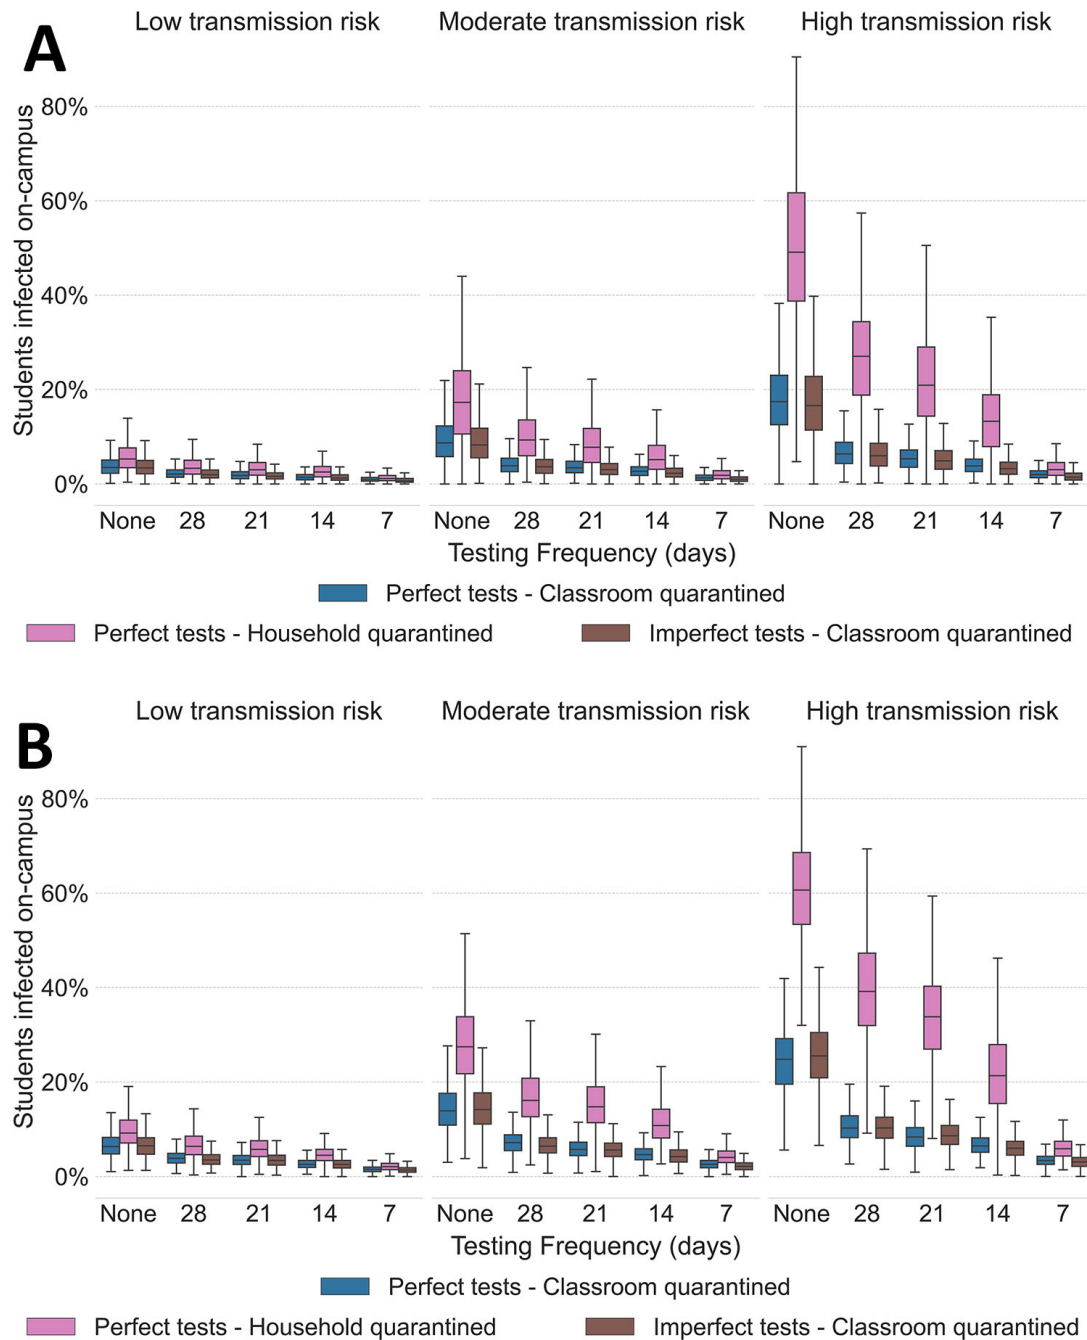 A
Low transmission risk Moderate transmission risk High transmission risk
Students infected on-campus
80%
60%
40%
20%
0%
None 28 21 14 7 None 28 21 14 7 None 28 21 14 7
Testing Frequency (days)
Perfect tests - Classroom quarantined
Perfect tests - Household quarantined Imperfect tests - Classroom quarantined
B
Low transmission risk Moderate transmission risk High transmission risk
Students infected on-campus
80%
60%
40%
20%
0%
None 28 21 14 7 None 28 21 14 7 None 28 21 14 7
Testing Frequency (days)
Perfect tests - Classroom quarantined
Perfect tests - Household quarantined Imperfect tests - Classroom quarantined